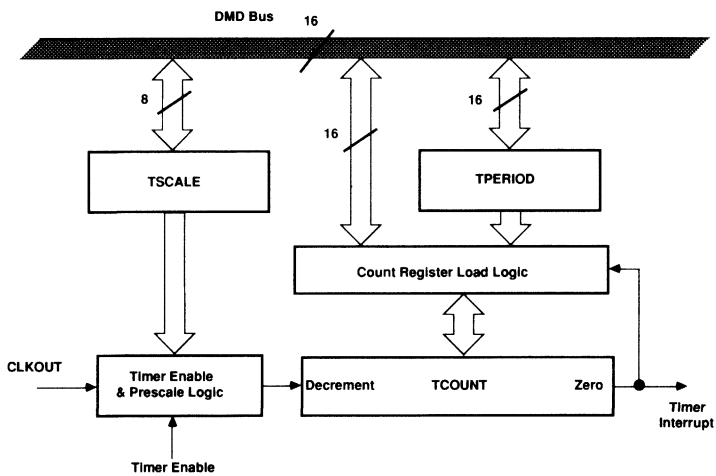 DMD Bus
16
8
16
16
TSCALE
TPERIOD
Count Register Load Logic
CLKOUT
Timer Enable
& Prescale Logic
Decrement
TCOUNT
Zero
Timer
Interrupt
Timer Enable